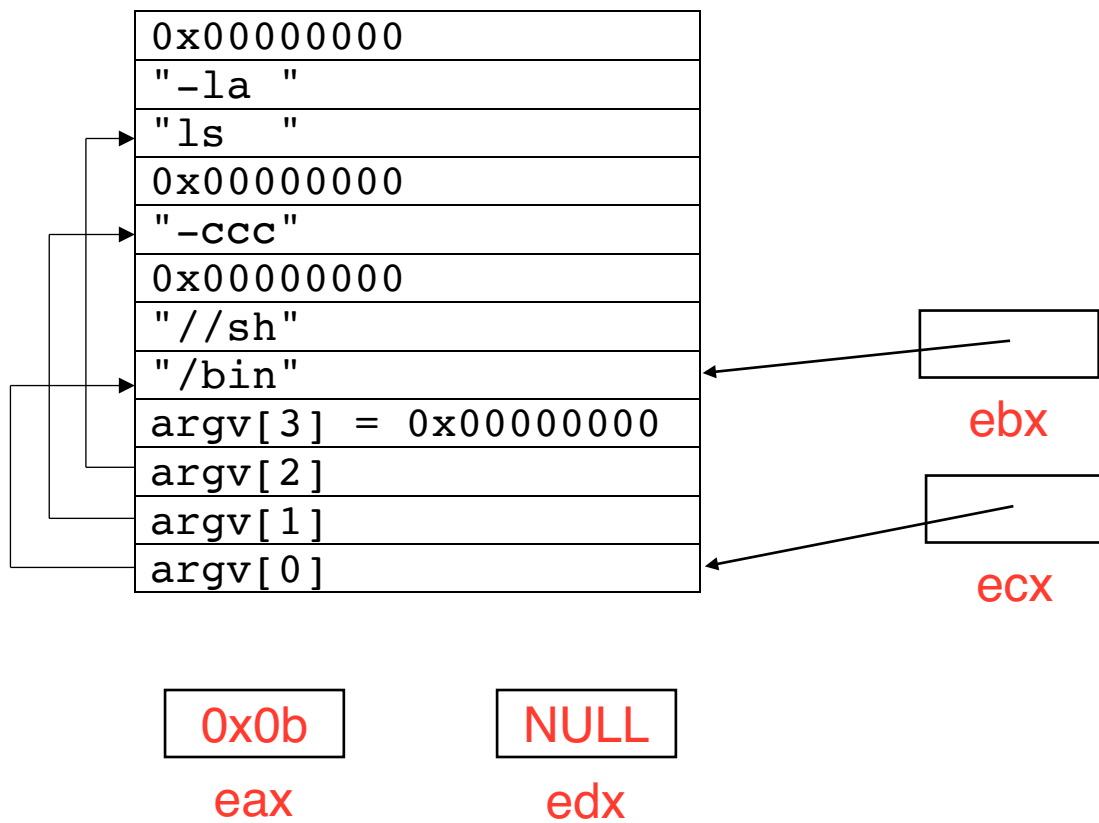 0x00000000
"-la "
"ls  "
0x00000000
"-ccc"
0x00000000
"//sh"
"/bin"
argv[3] = 0x00000000
argv[2]
argv[1]
argv[0]
ebx
ecx
0x0b
NULL
eax
edx